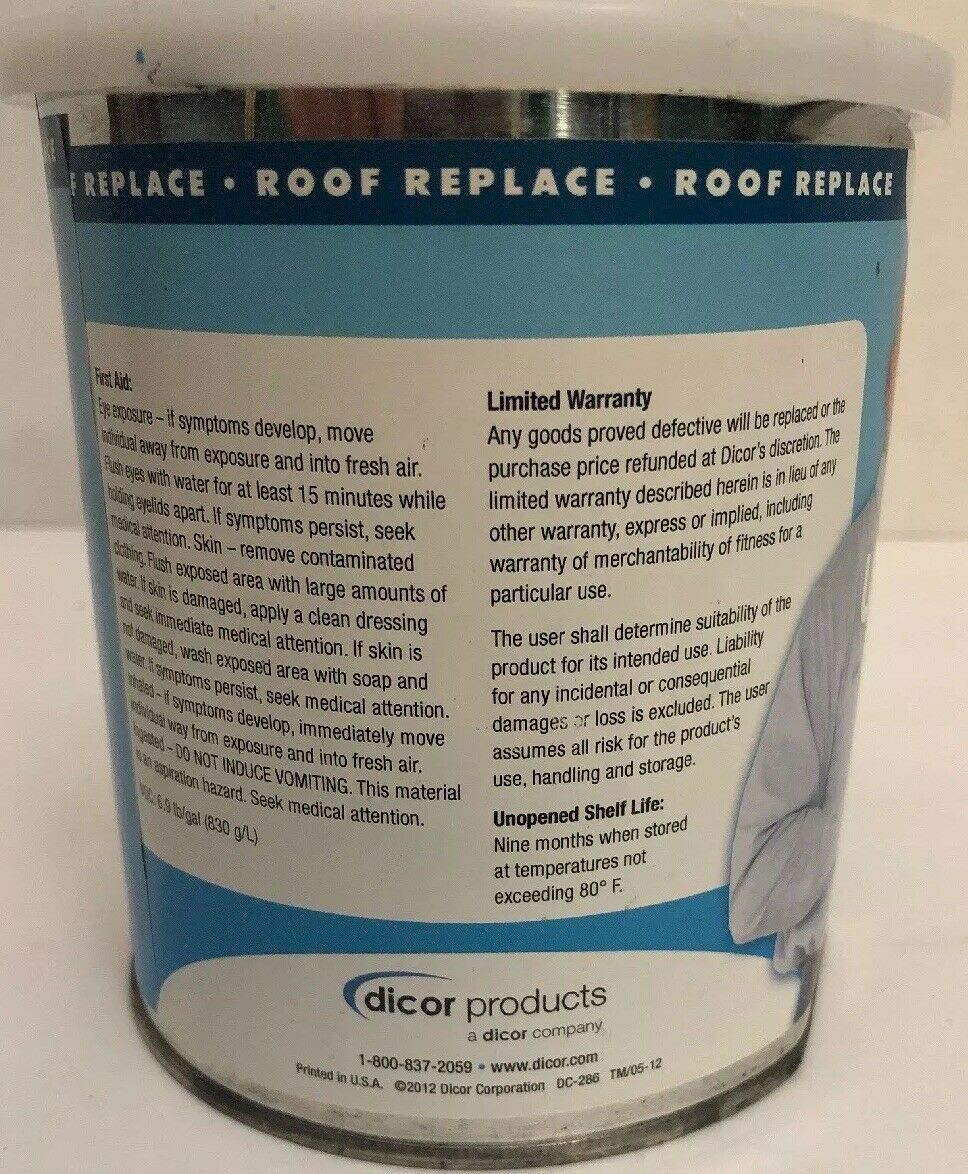 F REPLACE • ROOF REPLACE • ROOF REPLACE
First Aid:
Eye exposure – if symptoms develop, move
individual away from exposure and into fresh air.
Flush eyes with water for at least 15 minutes while
holding eyelids apart. If symptoms persist, seek
medical attention. Skin – remove contaminated
clothing. Flush exposed area with large amounts of
water. If skin is damaged, apply a clean dressing
and seek immediate medical attention. If skin is
not damaged, wash exposed area with soap and
water. If symptoms persist, seek medical attention.
Inhaled – if symptoms develop, immediately move
individual way from exposure and into fresh air.
Ingested – DO NOT INDUCE VOMITING. This material
is an aspiration hazard. Seek medical attention.
VOC: 6.9 lb/gal (830 g/L)
Limited Warranty
Any goods proved defective will be replaced or the
purchase price refunded at Dicor's discretion. The
limited warranty described herein is in lieu of any
other warranty, express or implied, including
warranty of merchantability of fitness for a
particular use.
The user shall determine suitability of the
product for its intended use. Liability
for any incidental or consequential
damages or loss is excluded. The user
assumes all risk for the product's
use, handling and storage.
Unopened Shelf Life:
Nine months when stored
at temperatures not
exceeding 80° F.
dicor products
a dicor company
1-800-837-2059 • www.dicor.com
Printed in U.S.A. ©2012 Dicor Corporation DC-286 TM/05-12